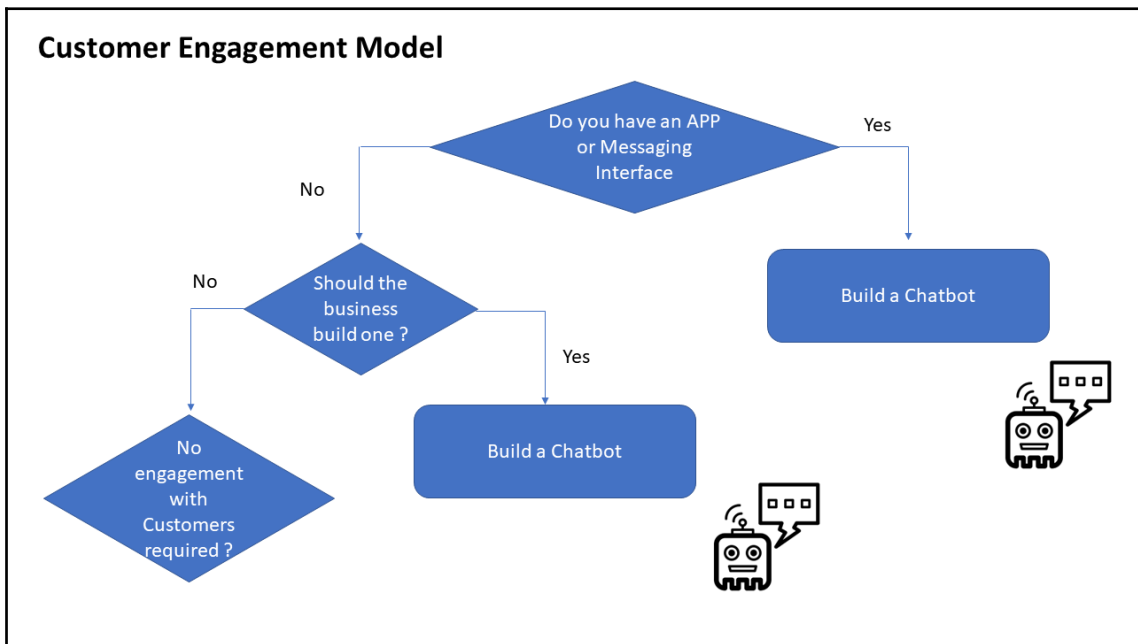 Customer Engagement Model
Do you have an APP
or Messaging
Interface
Yes
No
Build a Chatbot
No
Should the
business
build one ?
Yes
Build a Chatbot
No
engagement
with
Customers
required ?